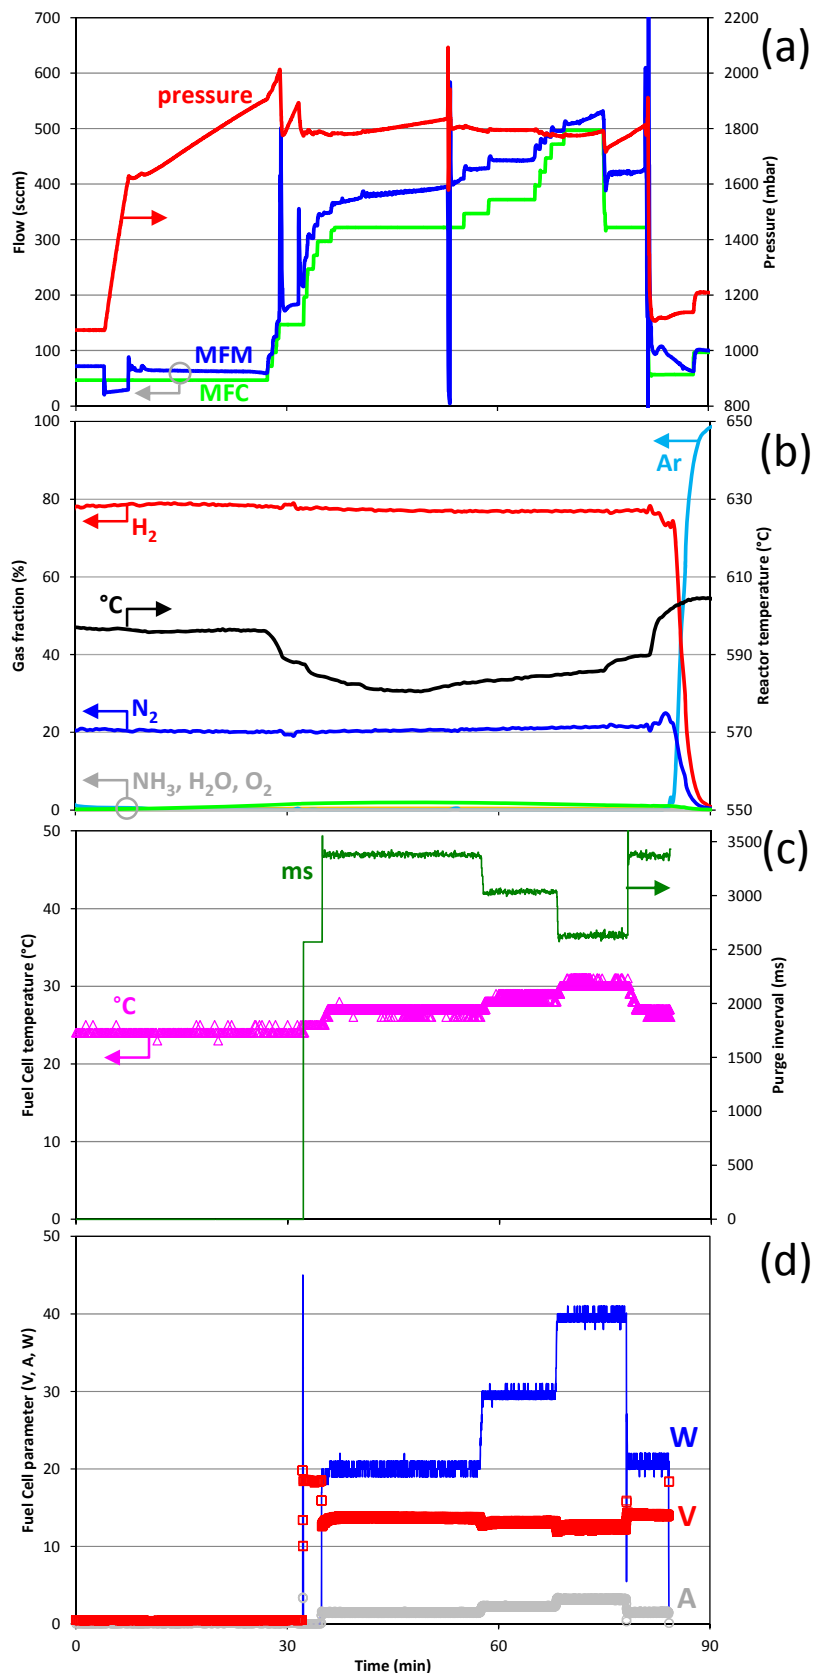 700
600
500
400
300
200
100
0
Flow (sccm)
2200
2000
1800
1600
1400
1200
1000
800
Pressure (mbar)
(a)
pressure
MFM
MFC
0
30
60
90
100
80
60
40
20
0
Gas fraction (%)
650
630
610
590
570
550
Reactor temperature (°C)
(b)
Ar
H2
°C
N2
NH3, H2O, O2
50
40
30
20
10
0
Fuel Cell temperature (°C)
3500
3000
2500
2000
1500
1000
500
0
Purge inverval (ms)
(c)
ms
°C
50
40
30
20
10
0
Fuel Cell parameter (V, A, W)
(d)
W
V
A
0
30
60
90
Time (min)